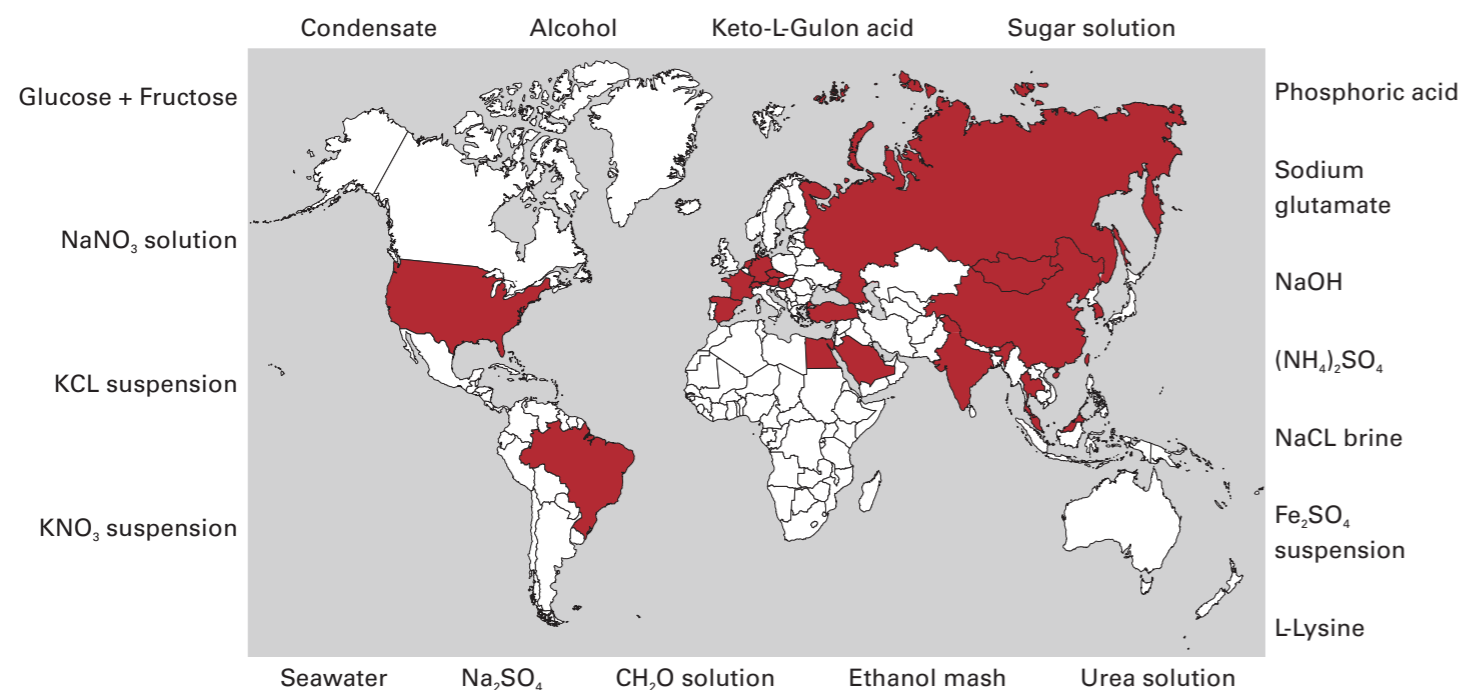 Condensate
Alcohol
Keto-L-Gulon acid
Sugar solution
Glucose + Fructose
Phosphoric acid
Sodium
glutamate
NaNO₃ solution
NaOH
(NH₄)₂SO₄
KCL suspension
NaCL brine
KNO₃ suspension
Fe₂SO₄
suspension
L-Lysine
Seawater
Na₂SO₄
CH₂O solution
Ethanol mash
Urea solution